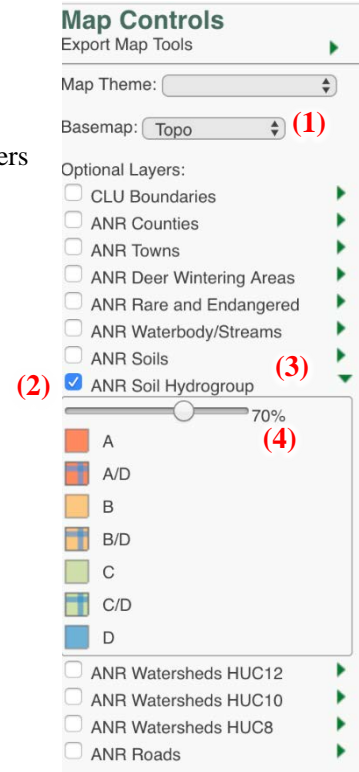 Map Controls
Export Map Tools
Map Theme:
Basemap: Topo (1)
ers
Optional Layers:
CLU Boundaries
ANR Counties
ANR Towns
ANR Deer Wintering Areas
ANR Rare and Endangered
ANR Waterbody/Streams
ANR Soils
(3)
(2) ANR Soil Hydrogroup
70%
(4)
A
A/D
B
B/D
C
C/D
D
ANR Watersheds HUC12
ANR Watersheds HUC10
ANR Watersheds HUC8
ANR Roads